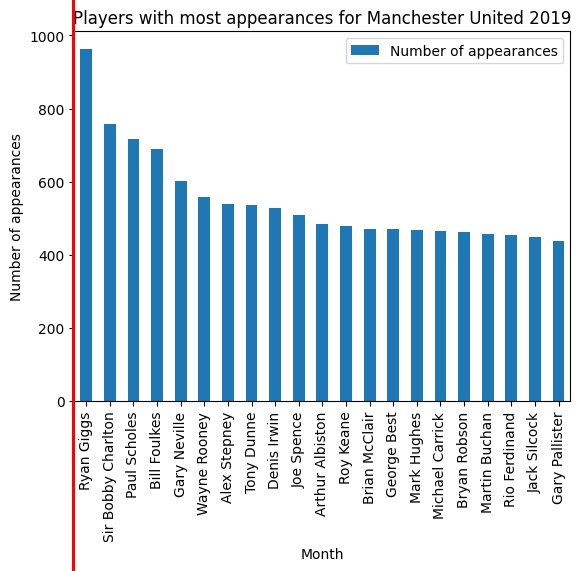 Players with most appearances for Manchester United 2019
Number of appearances
Number of appearances
1000
800
600
400
200
0
Ryan Giggs
Sir Bobby Charlton
Paul Scholes
Bill Foulkes
Gary Neville
Wayne Rooney
Alex Stepney
Tony Dunne
Denis Irwin
Joe Spence
Arthur Albiston
Roy Keane
Brian McClair
George Best
Mark Hughes
Michael Carrick
Bryan Robson
Martin Buchan
Rio Ferdinand
Jack Silcock
Gary Pallister
Month